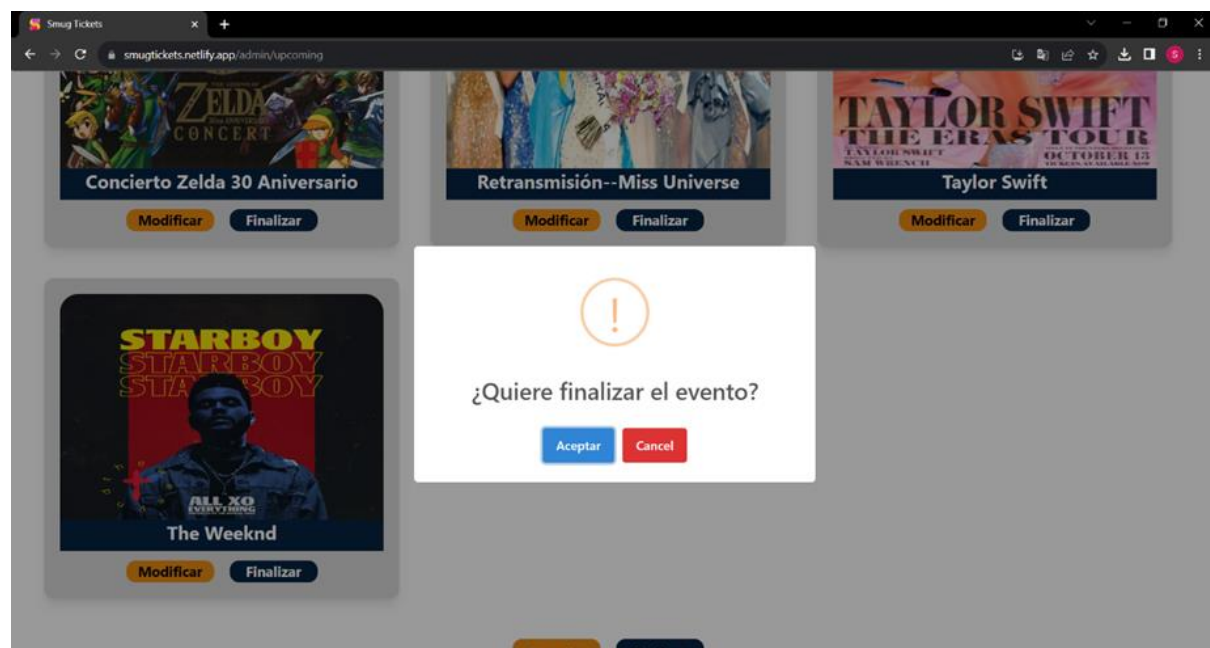 Smug Tickets
smugtickets.netlify.app/admin/upcoming
ZELDA
CONCERT
TAYLOR SWIFT
THE ERAS TOUR
TAYLOR SWIFT
OCTOBER 13
Concierto Zelda 30 Aniversario
Retransmisión--Miss Universe
Taylor Swift
Modificar Finalizar
Modificar Finalizar
Modificar Finalizar
¿Quiere finalizar el evento?
Aceptar Cancel
STARBOY
STARBOY
STARBOY
ALL XO
EVERYTHING
The Weeknd
Modificar Finalizar